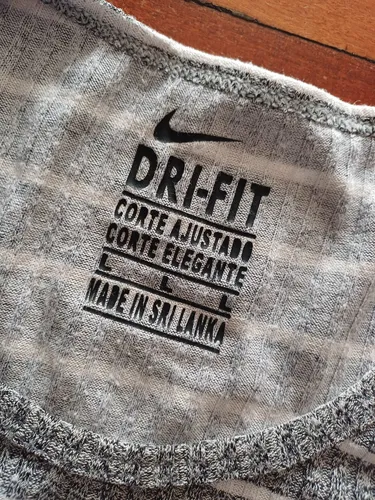 DRI-FIT
CORTE AJUSTADO
CORTE ELEGANTE
L L L
MADE IN SRI LANKA